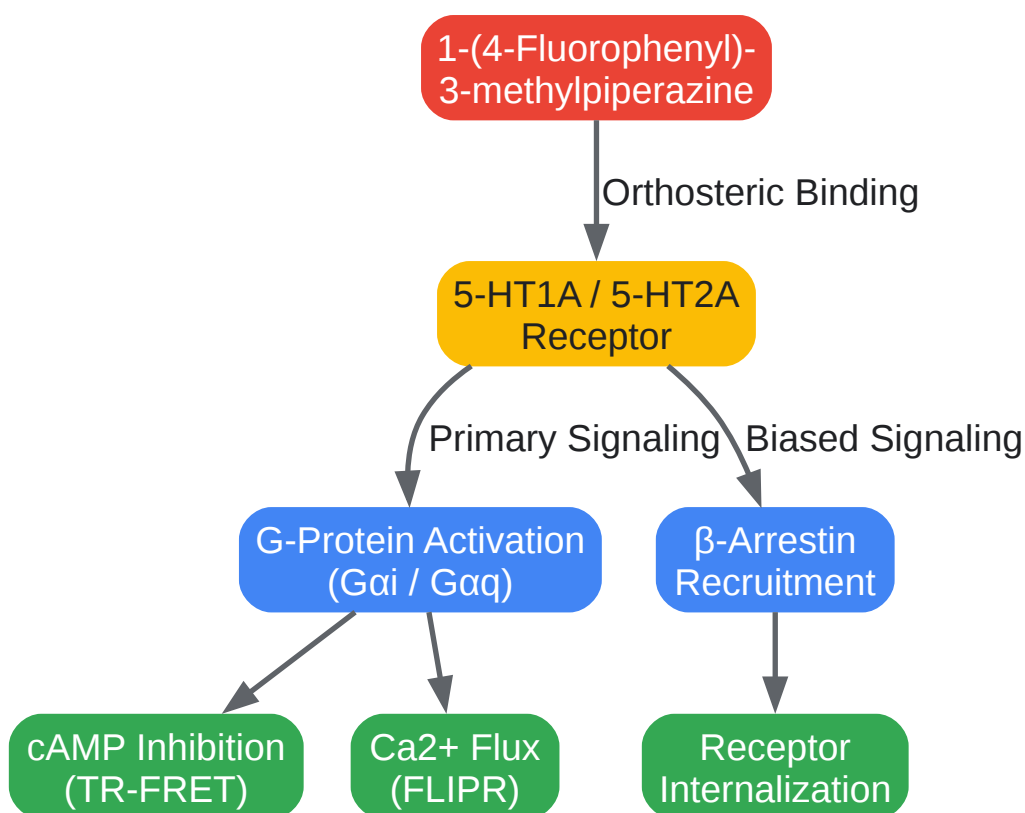 1-(4-Fluorophenyl)-
3-methylpiperazine
Orthosteric Binding
5-HT1A / 5-HT2A
Receptor
Primary Signaling
Biased Signaling
G-Protein Activation
(Gαi / Gαq)
β-Arrestin
Recruitment
cAMP Inhibition
(TR-FRET)
Ca2+ Flux
(FLIPR)
Receptor
Internalization